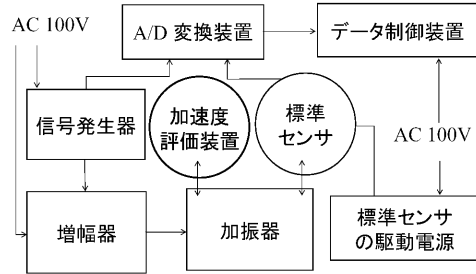 AC 100V
A/D 変換装置
データ制御装置
信号発生器
加速度
評価装置
標準
センサ
AC 100V
増幅器
加振器
標準センサ
の駆動電源